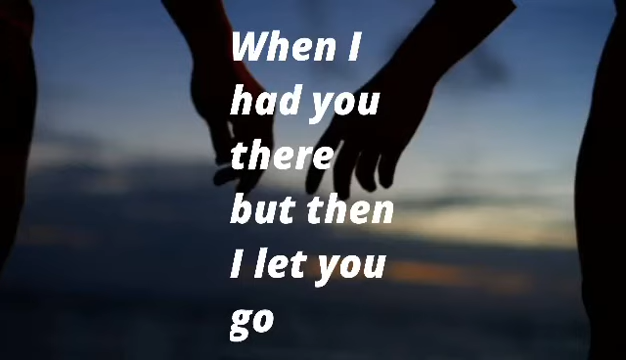 When I
had you
there
but then
I let you
go